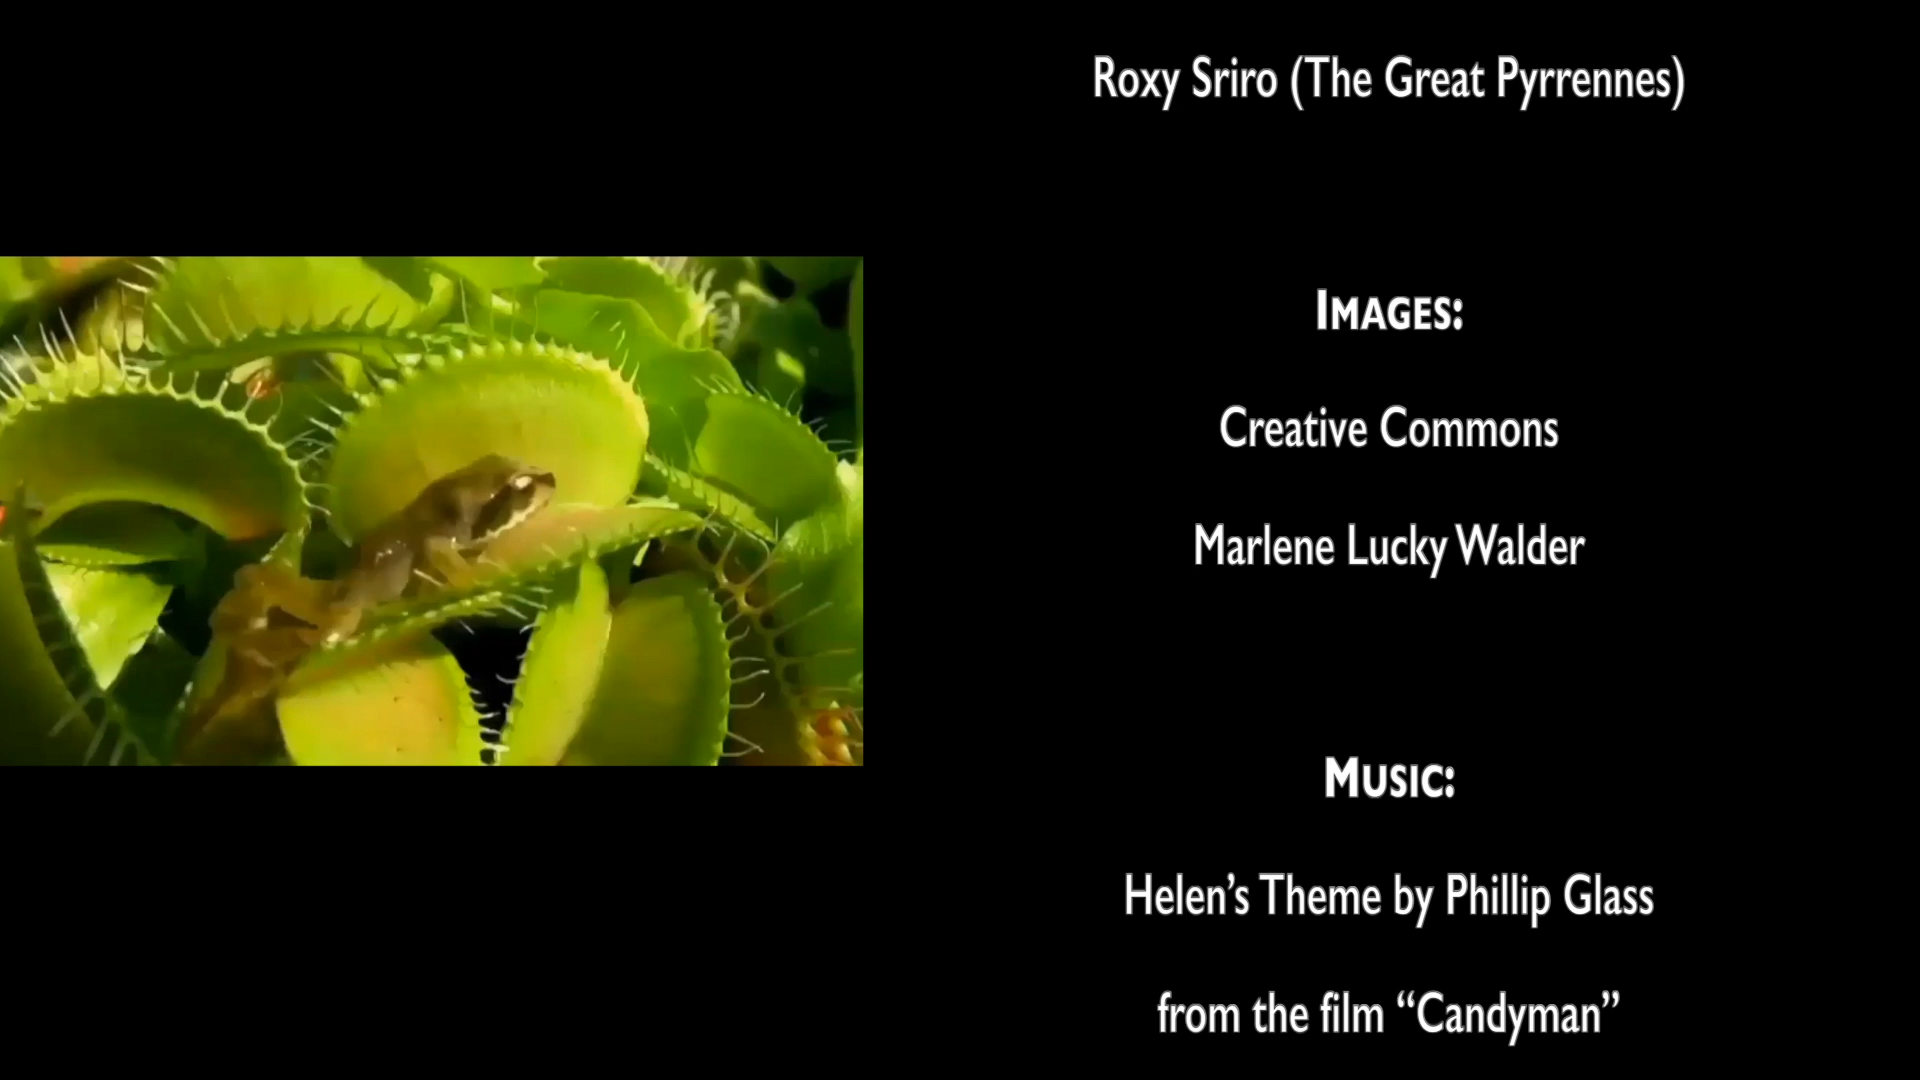 Roxy Sriro (The Great Pyrrennes)
IMAGES:
Creative Commons
Marlene Lucky Walder
MUSIC:
Helen’s Theme by Phillip Glass
from the film “Candyman”